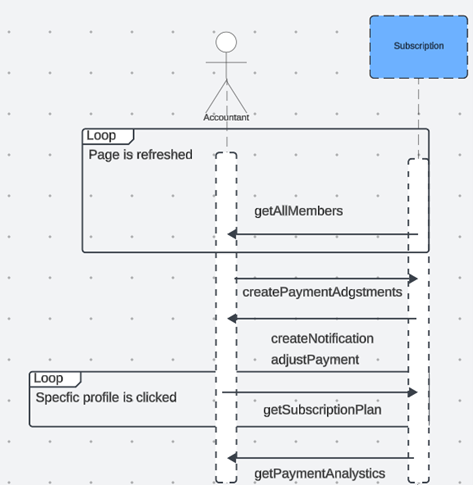 Subscription
Accountant
Loop
Page is refreshed
getAllMembers
createPaymentAdgstments
createNotification
adjustPayment
Loop
Specfic profile is clicked
getSubscriptionPlan
getPaymentAnalystics